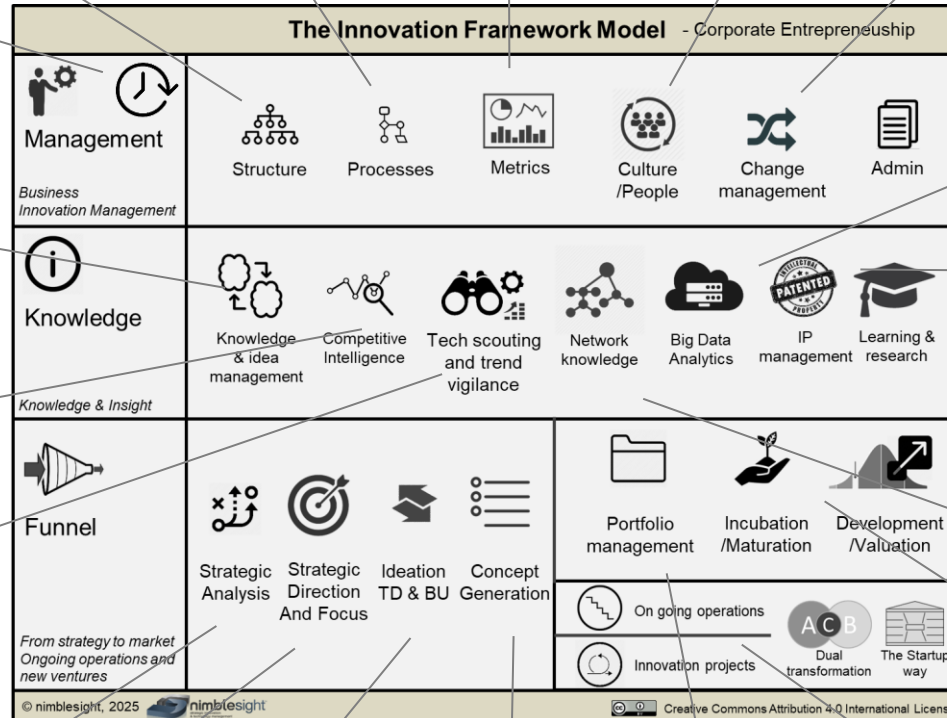 The Innovation Framework Model - Corporate Entrepreneuship
Management
Business
Innovation Management
Structure
Processes
Metrics
Culture
/People
Change
management
Admin
Knowledge
Knowledge & Insight
Knowledge
& idea
management
Competitive
Intelligence
Tech scouting
and trend
vigilance
Network
knowledge
Big Data
Analytics
INTELLECTUAL
PATENTED
PROPERTY
IP
management
Learning &
research
Funnel
From strategy to market
Ongoing operations and
new ventures
Strategic
Analysis
Strategic
Direction
And Focus
Ideation
TD & BU
Concept
Generation
Portfolio
management
Incubation
/Maturation
Development
/Valuation
On going operations
Innovation projects
A C B
Dual
transformation
The Startup
way
© nimblesight, 2025
nimblesight
Creative Commons Attribution 4.0 International Licens